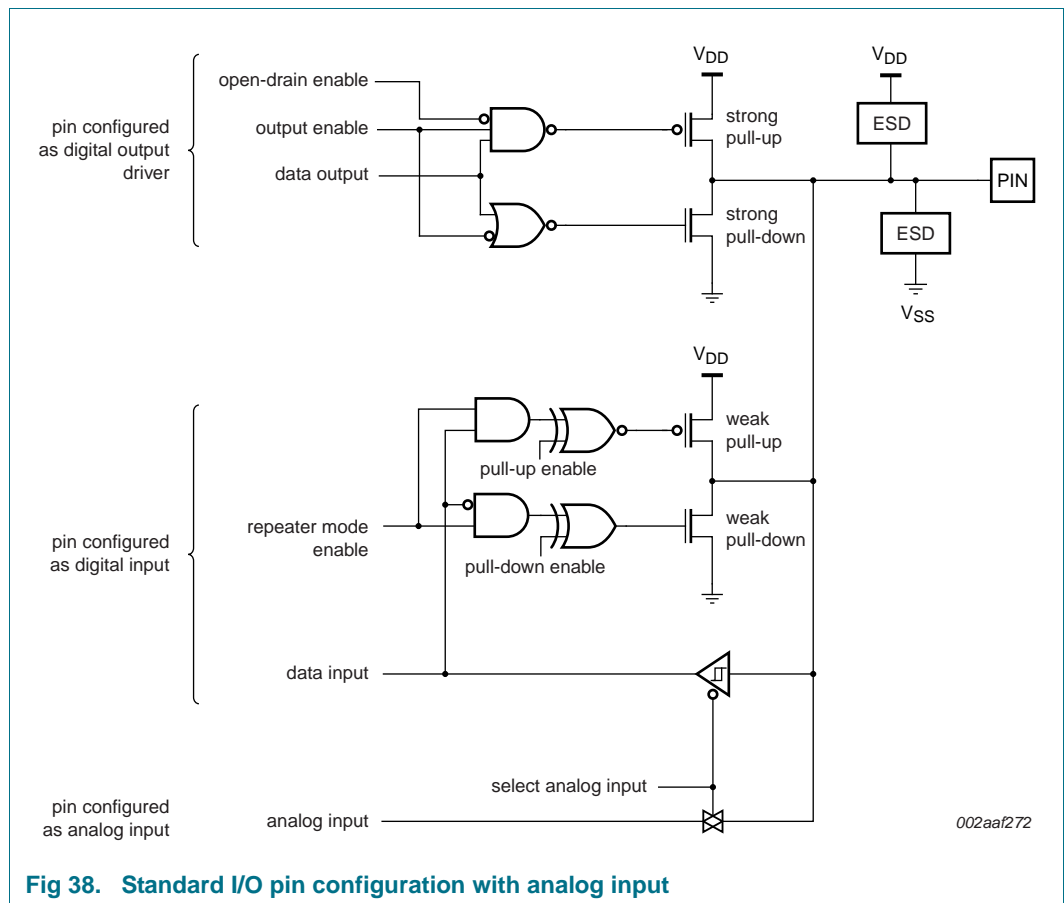 VDD
VDD
open-drain enable
strong
pull-up
ESD
pin configured
as digital output
driver
output enable
data output
PIN
strong
pull-down
ESD
VSS
VDD
weak
pull-up
pull-up enable
pin configured
as digital input
repeater mode
enable
weak
pull-down
pull-down enable
data input
select analog input
pin configured
as analog input
analog input
002aaf272
Fig 38. Standard I/O pin configuration with analog input